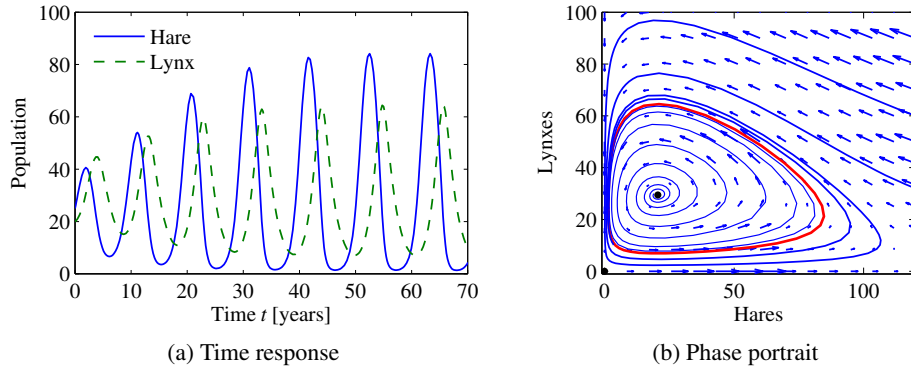 100
80
60
40
20
0
Population
Hare
Lynx
0 10 20 30 40 50 60 70
Time t [years]
(a) Time response
100
80
60
40
20
0
Lynxes
0 50 100
Hares
(b) Phase portrait